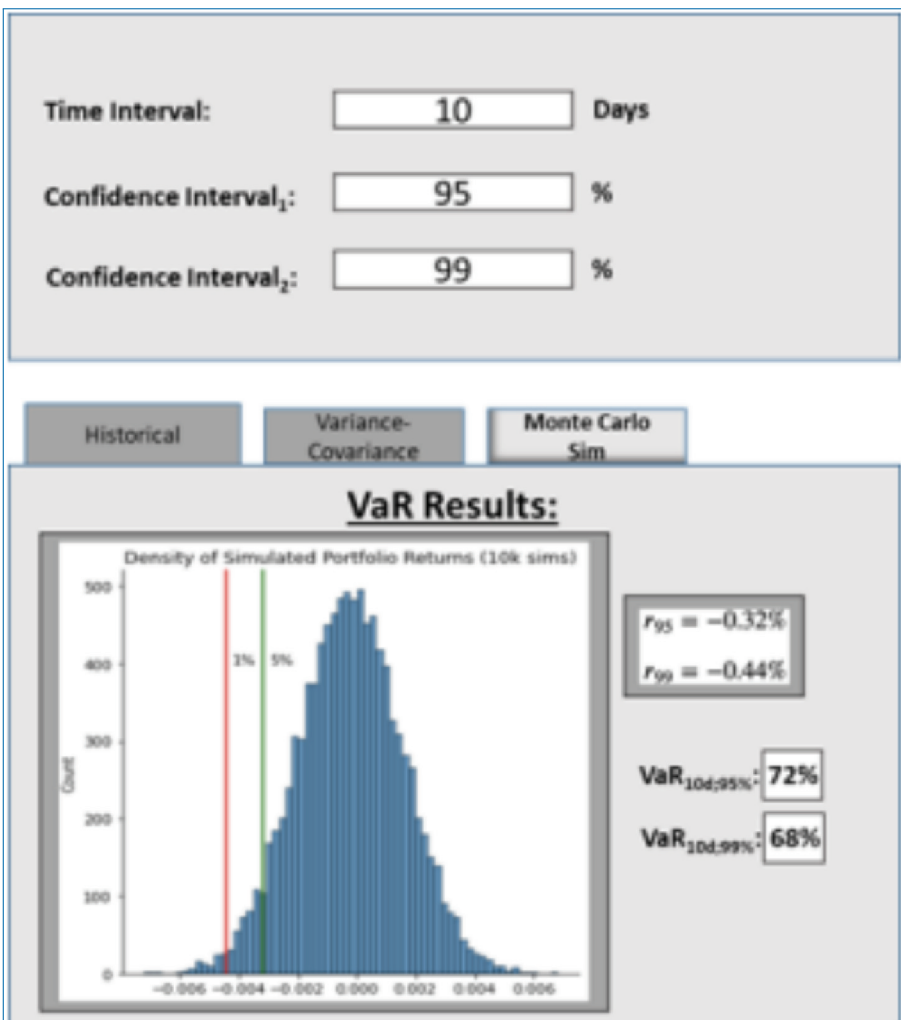 Time Interval: 10 Days
Confidence Interval₁: 95 %
Confidence Interval₂: 99 %
Historical
Variance-
Covariance
Monte Carlo
Sim
VaR Results:
Density of Simulated Portfolio Returns (10k sims)
500
400
300
200
100
0
Count
1% 5%
−0.006 −0.004 −0.002 0.000 0.002 0.004 0.006
r₉₅ = −0.32%
r₉₉ = −0.44%
VaR₁₀d;₉₅%: 72%
VaR₁₀d;₉₉%: 68%